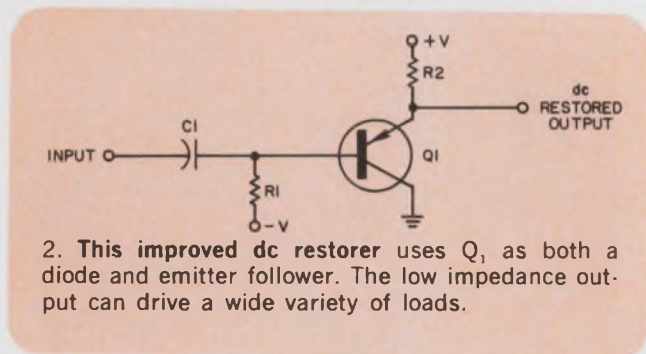 +V
R2
dc
RESTORED
OUTPUT
C1
INPUT
Q1
R1
-V
2. This improved dc restorer uses Q₁ as both a
diode and emitter follower. The low impedance out-
put can drive a wide variety of loads.